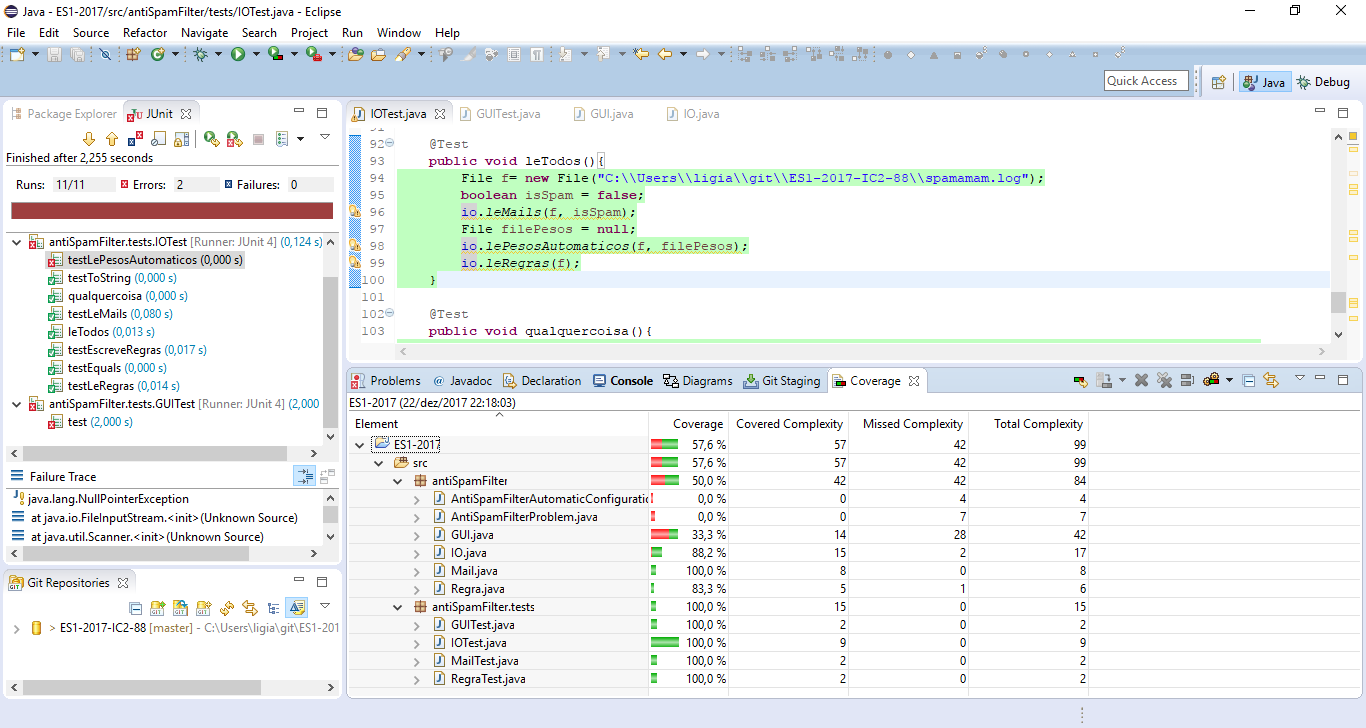 Java - ES1-2017/src/antiSpamFilter/tests/IOTest.java - Eclipse
File Edit Source Refactor Navigate Search Project Run Window Help
Quick Access Java Debug
Package Explorer JUnit
Finished after 2,255 seconds
Runs: 11/11 Errors: 2 Failures: 0
antiSpamFilter.tests.IOTest [Runner: JUnit 4] (0,124 s)
testLePesosAutomaticos (0,000 s)
testToString (0,000 s)
qualquercoisa (0,000 s)
testLeMails (0,080 s)
leTodos (0,013 s)
testEscreveRegras (0,017 s)
testEquals (0,000 s)
testLeRegras (0,014 s)
antiSpamFilter.tests.GUITest [Runner: JUnit 4] (2,000
test (2,000 s)
Failure Trace
java.lang.NullPointerException
at java.io.FileInputStream.<init>(Unknown Source)
at java.util.Scanner.<init>(Unknown Source)
Git Repositories
> ES1-2017-IC2-88 [master] - C:\Users\ligia\git\ES1-201
IOTest.java GUITest.java GUI.java IO.java
91
92 @Test
93 public void leTodos(){
94 File f= new File("C:\\Users\\ligia\\git\\ES1-2017-IC2-88\\spamamam.log");
95 boolean isSpam = false;
96 io.leMails(f, isSpam);
97 File filePesos = null;
98 io.lePesosAutomaticos(f, filePesos);
99 io.leRegras(f);
100 }
101
102 @Test
103 public void qualquercoisa(){
Problems Javadoc Declaration Console Diagrams Git Staging Coverage
ES1-2017 (22/dez/2017 22:18:03)
Element Coverage Covered Complexity Missed Complexity Total Complexity
ES1-2017 57,6 % 57 42 99
src 57,6 % 57 42 99
antiSpamFilter 50,0 % 42 42 84
AntiSpamFilterAutomaticConfiguratic 0,0 % 0 4 4
AntiSpamFilterProblem.java 0,0 % 0 7 7
GUI.java 33,3 % 14 28 42
IO.java 88,2 % 15 2 17
Mail.java 100,0 % 8 0 8
Regra.java 83,3 % 5 1 6
antiSpamFilter.tests 100,0 % 15 0 15
GUITest.java 100,0 % 2 0 2
IOTest.java 100,0 % 9 0 9
MailTest.java 100,0 % 2 0 2
RegraTest.java 100,0 % 2 0 2